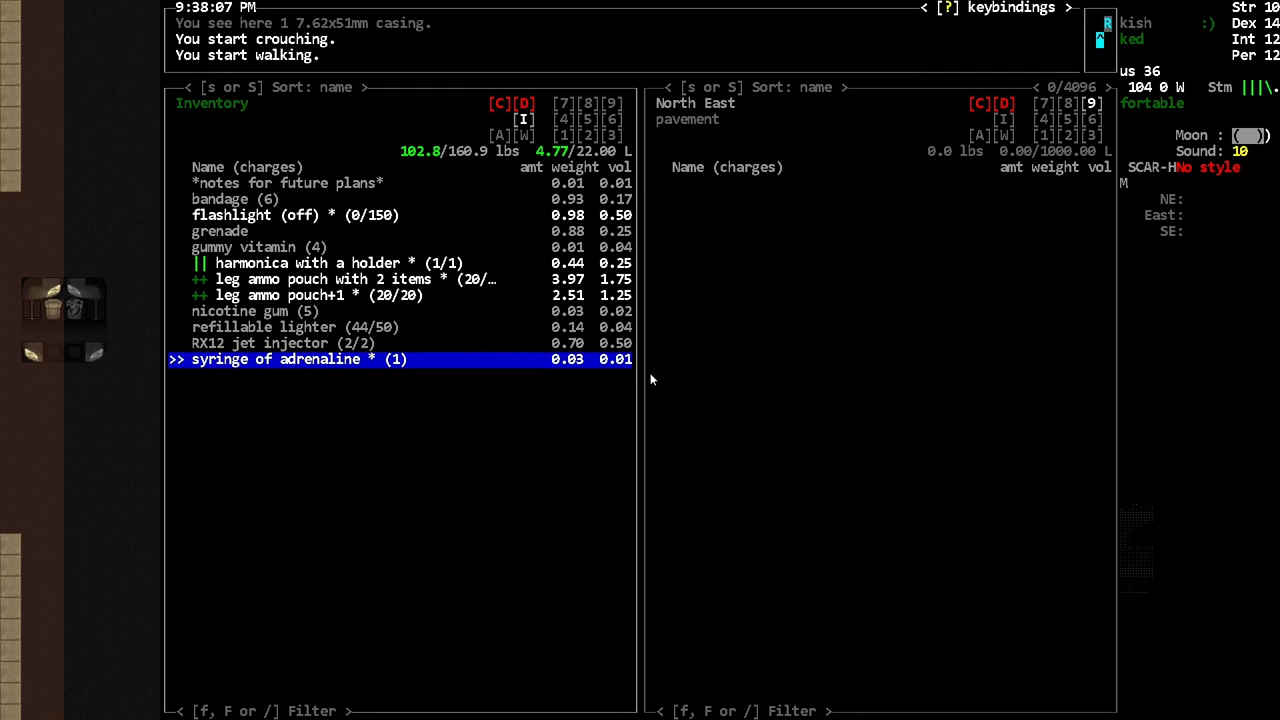 9:38:07 PM
< [?] keybindings >
You see here 1 7.62x51mm casing.
You start crouching.
You start walking.
R
^
kish :)
ked
us 36
104 0 W Stm |||\.
fortable
Str 10
Dex 14
Int 12
Per 12
Moon : ( )
Sound: 10
SCAR-HNo style
M
NE:
East:
SE:
< [s or S] Sort: name >
Inventory
[C][D] [7][8][9]
[I] [4][5][6]
[A][W] [1][2][3]
102.8/160.9 lbs 4.77/22.00 L
Name (charges) amt weight vol
*notes for future plans* 0.01 0.01
bandage (6) 0.93 0.17
flashlight (off) * (0/150) 0.98 0.50
grenade 0.88 0.25
gummy vitamin (4) 0.01 0.04
|| harmonica with a holder * (1/1) 0.44 0.25
++ leg ammo pouch with 2 items * (20/… 3.97 1.75
++ leg ammo pouch+1 * (20/20) 2.51 1.25
nicotine gum (5) 0.03 0.02
refillable lighter (44/50) 0.14 0.04
RX12 jet injector (2/2) 0.70 0.50
>> syringe of adrenaline * (1) 0.03 0.01
< [f, F or /] Filter >
< [s or S] Sort: name >
< 0/4096 >
North East
pavement
[C][D] [7][8][9]
[I] [4][5][6]
[A][W] [1][2][3]
0.0 lbs 0.00/1000.00 L
Name (charges) amt weight vol
< [f, F or /] Filter >